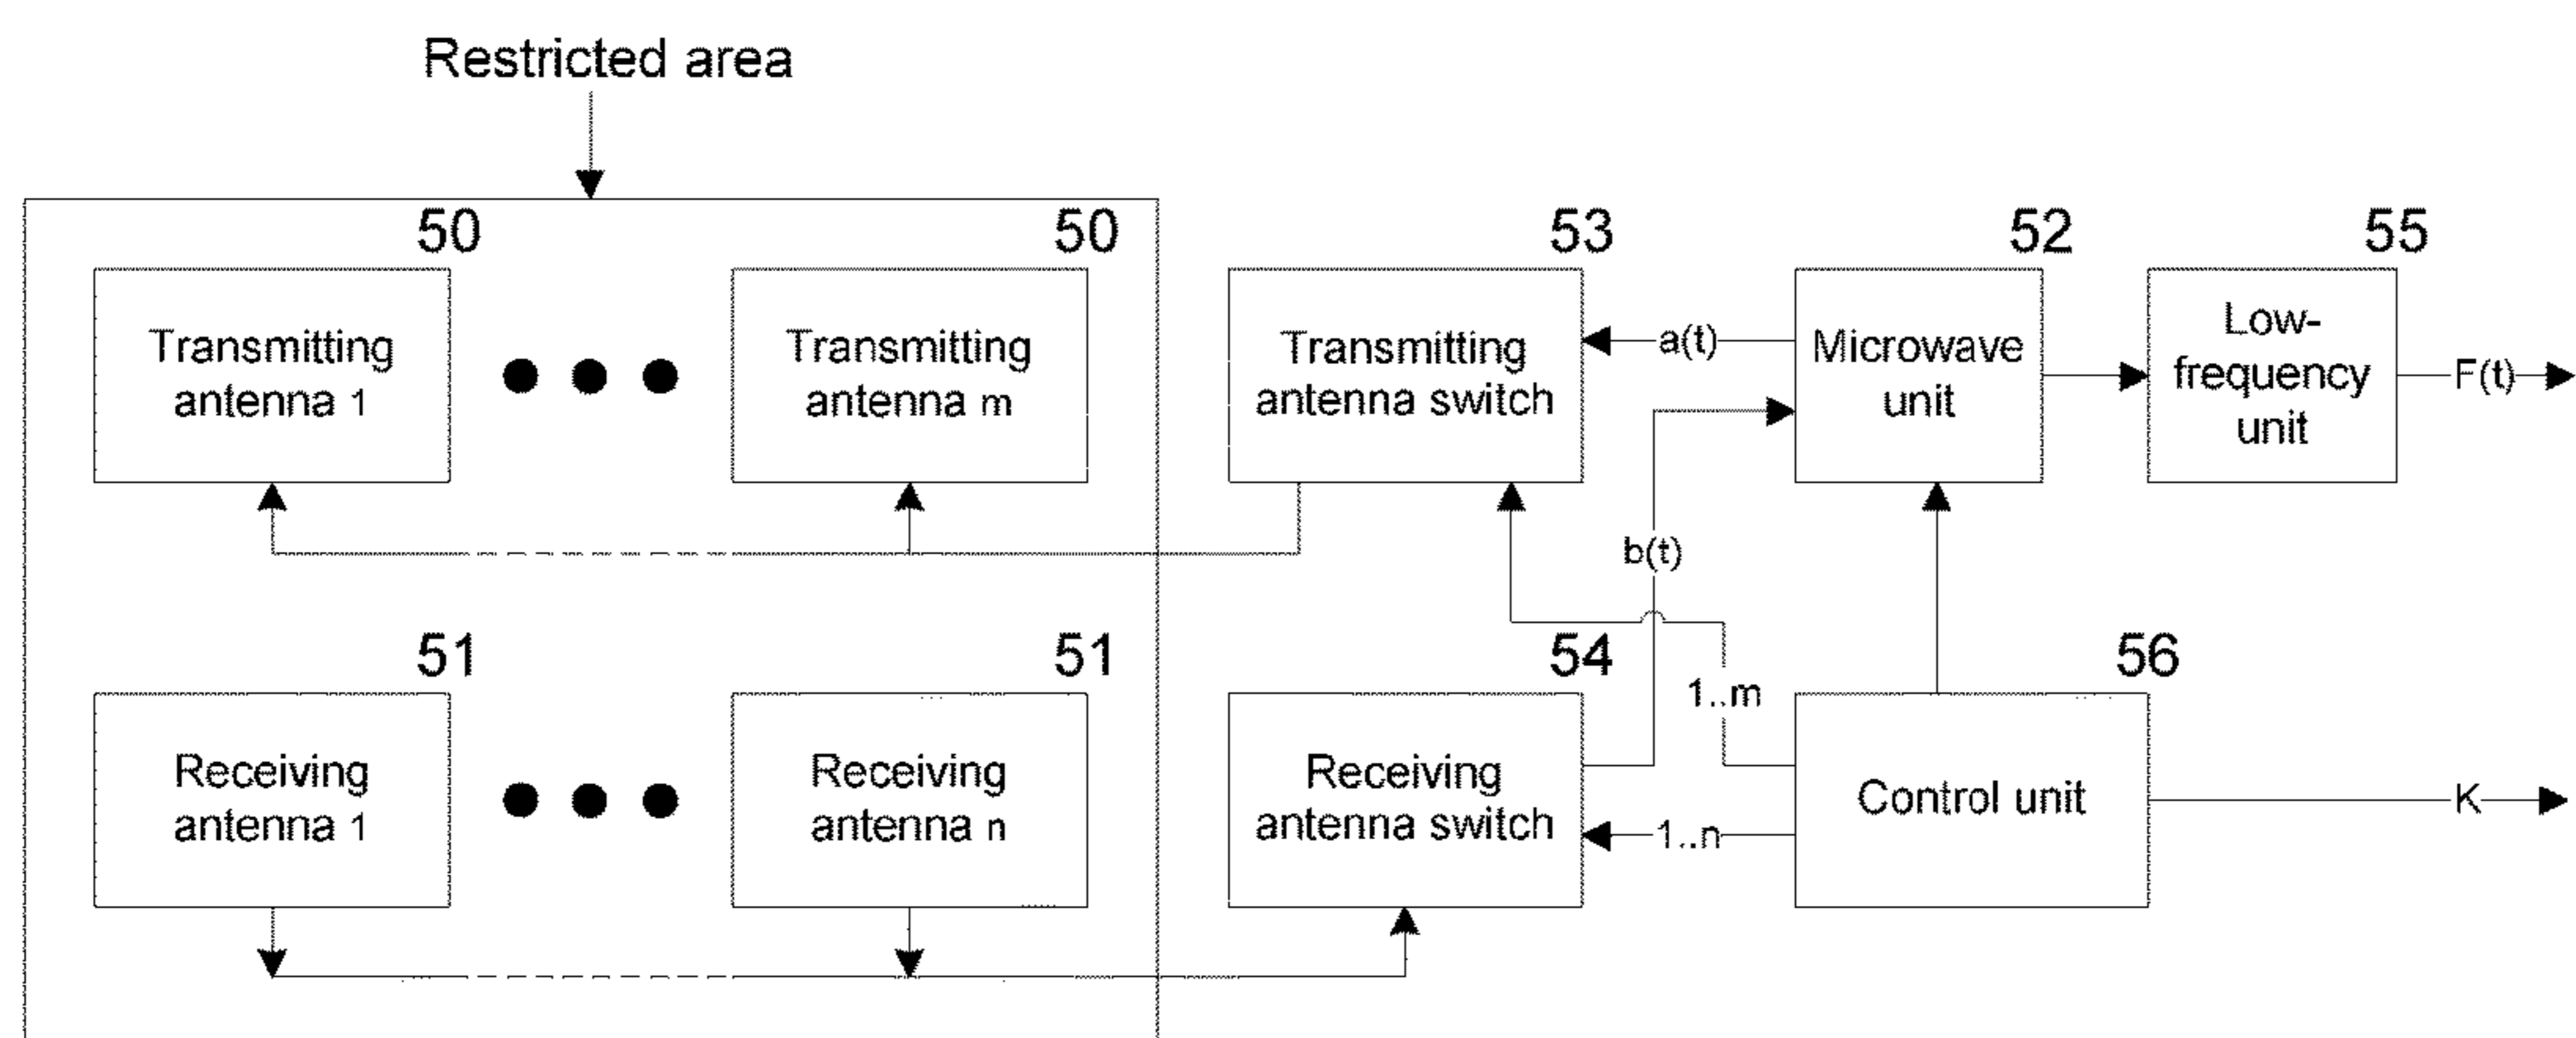 Restricted area
50
50
53
52
55
Transmitting
antenna 1
Transmitting
antenna m
Transmitting
antenna switch
a(t)
Microwave
unit
Low-
frequency
unit
F(t)
b(t)
51
51
54
1..m
56
Receiving
antenna 1
Receiving
antenna n
Receiving
antenna switch
1..n
Control unit
K